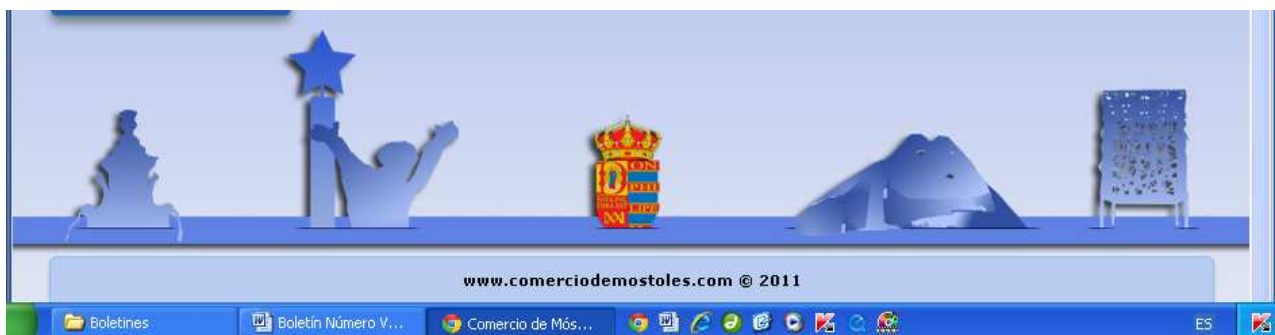 www.comerciodemostoles.com © 2011
Boletines
Boletín Número V...
Comercio de Mós...
ES